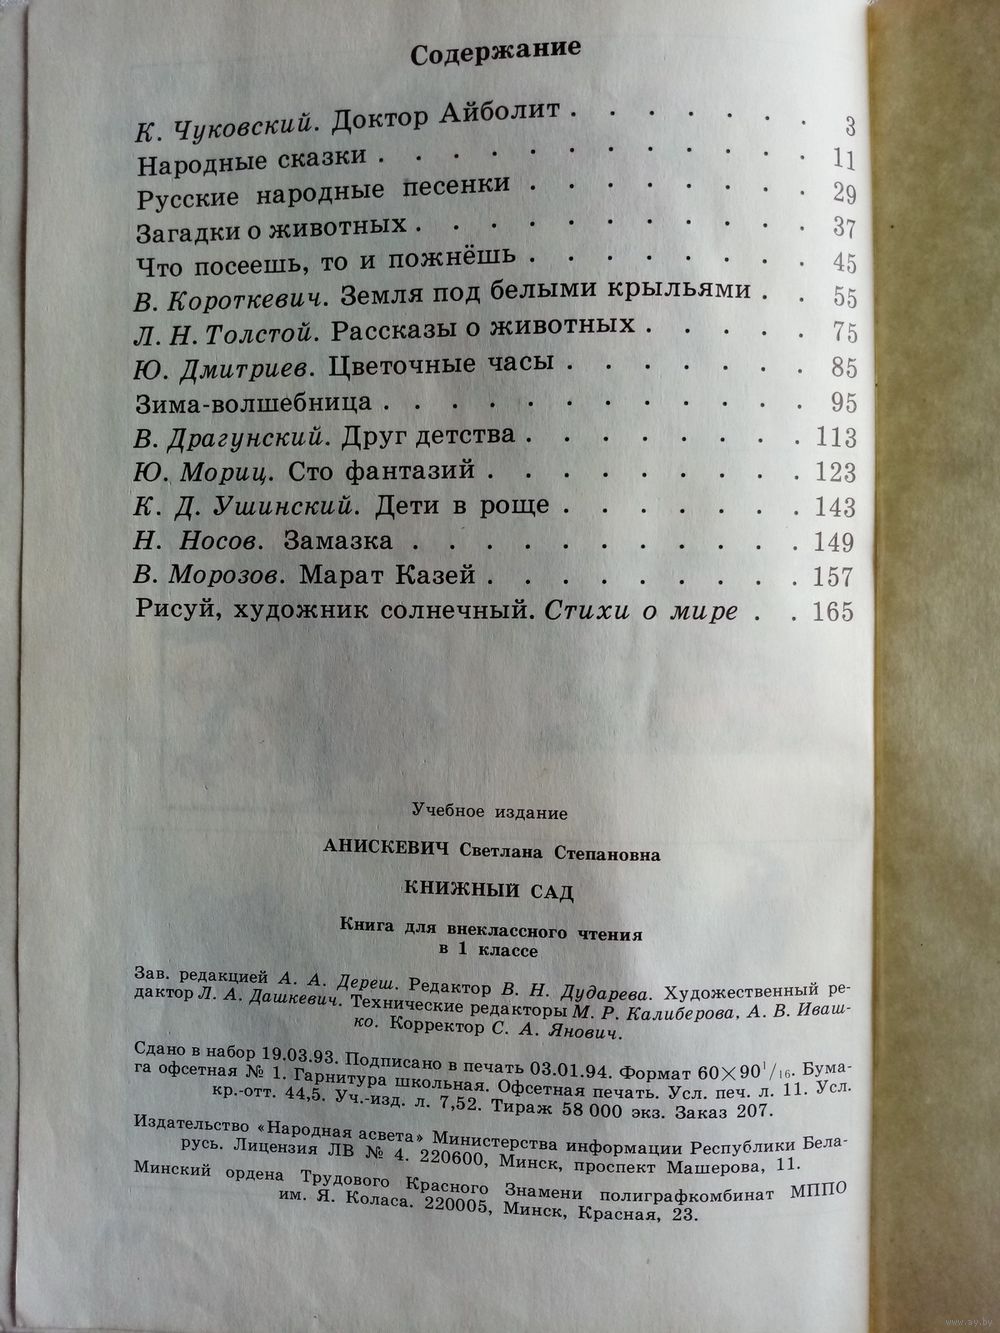 Содержание
К. Чуковский. Доктор Айболит . . . . . . . 3
Народные сказки . . . . . . . . . . . . 11
Русские народные песенки . . . . . . . . 29
Загадки о животных . . . . . . . . . . . 37
Что посеешь, то и пожнёшь . . . . . . . . 45
В. Короткевич. Земля под белыми крыльями . . 55
Л. Н. Толстой. Рассказы о животных . . . . . 75
Ю. Дмитриев. Цветочные часы . . . . . . . 85
Зима-волшебница . . . . . . . . . . . . 95
В. Драгунский. Друг детства . . . . . . . . 113
Ю. Мориц. Сто фантазий . . . . . . . . . 123
К. Д. Ушинский. Дети в роще . . . . . . . 143
Н. Носов. Замазка . . . . . . . . . . . 149
В. Морозов. Марат Казей . . . . . . . . . 157
Рисуй, художник солнечный. Стихи о мире . . 165
Учебное издание
АНИСКЕВИЧ Светлана Степановна
КНИЖНЫЙ САД
Книга для внеклассного чтения
в 1 классе
Зав. редакцией А. А. Дереш. Редактор В. Н. Дударева. Художественный ре-
дактор Л. А. Дашкевич. Технические редакторы М. Р. Калиберова, А. В. Иваш-
ко. Корректор С. А. Янович.
Сдано в набор 19.03.93. Подписано в печать 03.01.94. Формат 60×90¹/₁₆. Бума-
га офсетная № 1. Гарнитура школьная. Офсетная печать. Усл. печ. л. 11. Усл.
кр.-отт. 44,5. Уч.-изд. л. 7,52. Тираж 58 000 экз. Заказ 207.
Издательство «Народная асвета» Министерства информации Республики Бела-
русь. Лицензия ЛВ № 4. 220600, Минск, проспект Машерова, 11.
Минский ордена Трудового Красного Знамени полиграфкомбинат МППО
им. Я. Коласа. 220005, Минск, Красная, 23.
www.ay.by